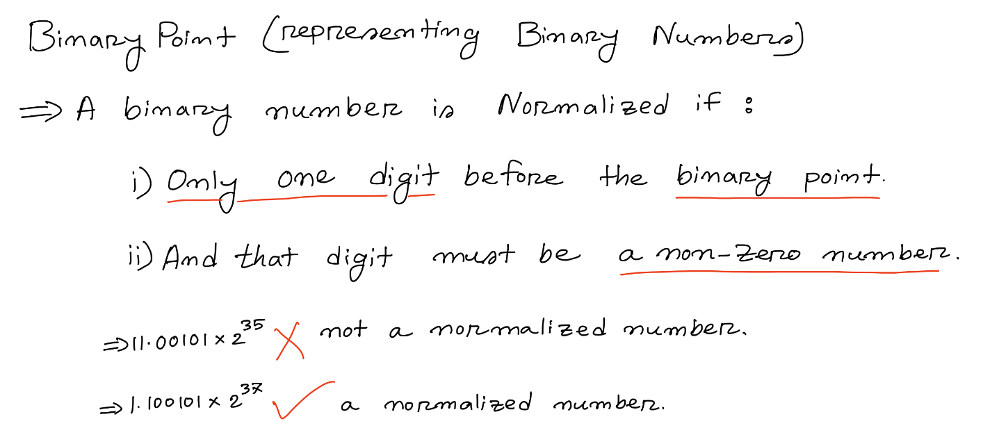 Binary Point (representing Binary Numbers)
⇒ A binary number is Normalized if :
i) Only one digit before the binary point.
ii) And that digit must be a non-zero number.
⇒ 11.00101 × 2^35 ✗ not a normalized number.
⇒ 1.100101 × 2^37 ✓ a normalized number.